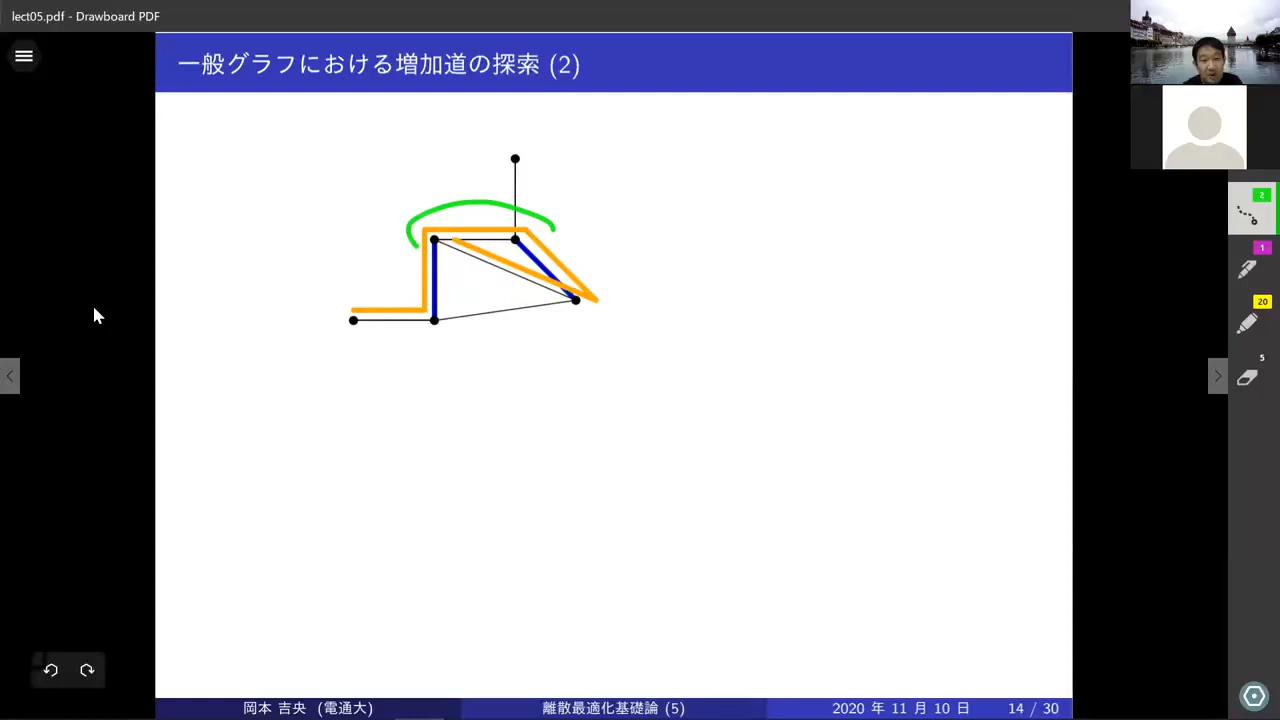 lect05.pdf - Drawboard PDF
一般グラフにおける増加道の探索 (2)
2
1
20
5
岡本 吉央 (電通大)
離散最適化基礎論 (5)
2020 年 11 月 10 日
14 / 30